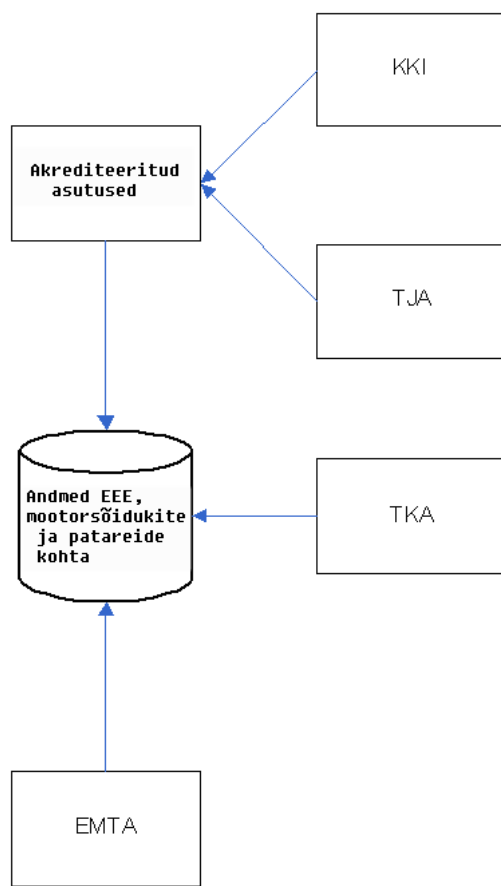 KKI
Akrediteeritud
asutused
TJA
Andmed EEE,
mootorsõidukite
ja patareide
kohta
TKA
EMTA